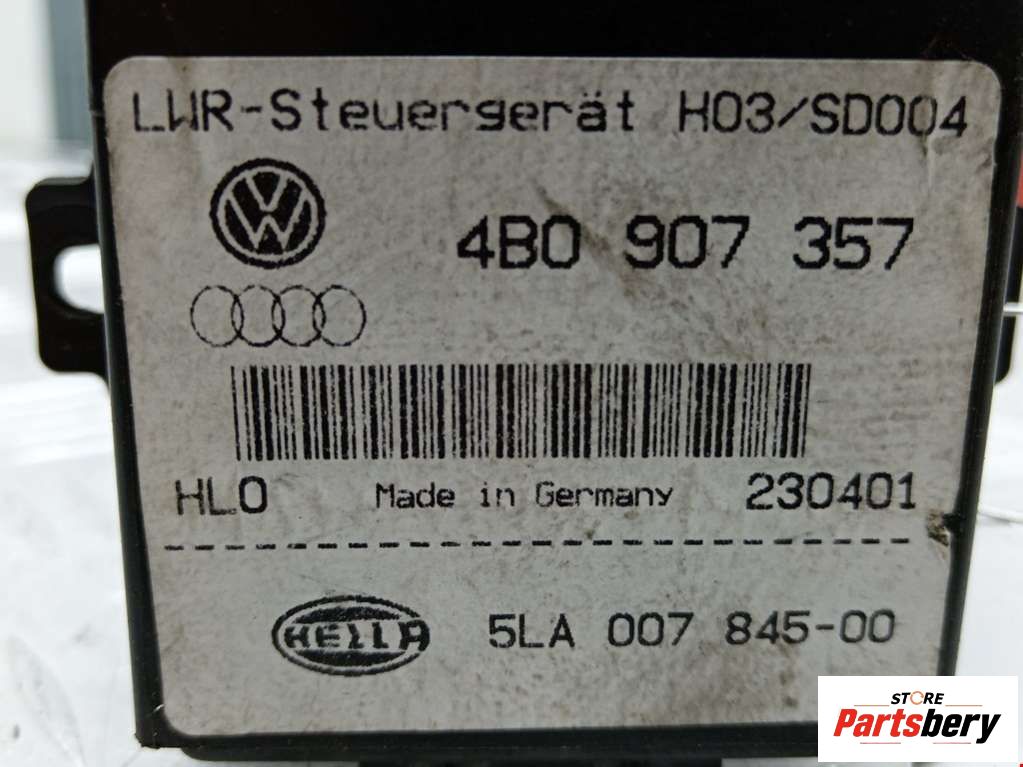 LWR-Steuergerät H03/SD004
4B0 907 357
HLO Made in Germany 230401
HELLA 5LA 007 845-00
STORE
Partsbery